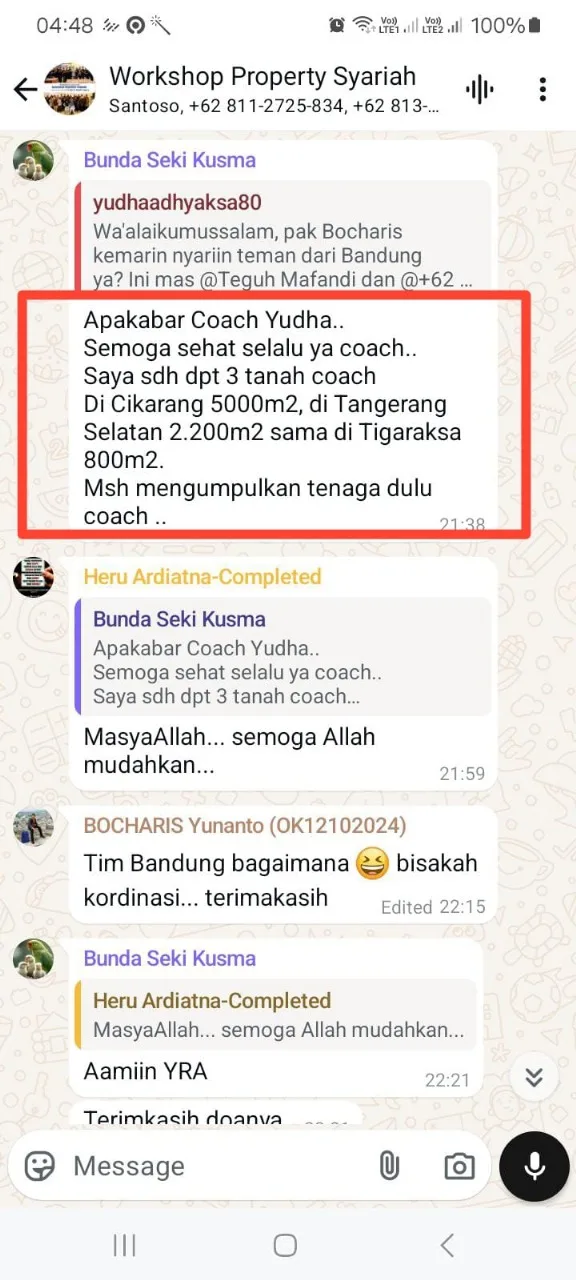 04:48
Vo)) LTE1 Vo)) LTE2 100%
Workshop Property Syariah
Santoso, +62 811-2725-834, +62 813-...
Bunda Seki Kusma
yudhaadhyaksa80
Wa'alaikumussalam, pak Bocharis
kemarin nyariin teman dari Bandung
ya? Ini mas @Teguh Mafandi dan @+62 ...
Apakabar Coach Yudha..
Semoga sehat selalu ya coach..
Saya sdh dpt 3 tanah coach
Di Cikarang 5000m2, di Tangerang
Selatan 2.200m2 sama di Tigaraksa
800m2.
Msh mengumpulkan tenaga dulu
coach ..
21:38
Heru Ardiatna-Completed
Bunda Seki Kusma
Apakabar Coach Yudha..
Semoga sehat selalu ya coach..
Saya sdh dpt 3 tanah coach...
MasyaAllah... semoga Allah
mudahkan...
21:59
BOCHARIS Yunanto (OK12102024)
Tim Bandung bagaimana 😆 bisakah
kordinasi... terimakasih
Edited 22:15
Bunda Seki Kusma
Heru Ardiatna-Completed
MasyaAllah... semoga Allah mudahkan...
Aamiin YRA
22:21
Terimkasih doanya
Message